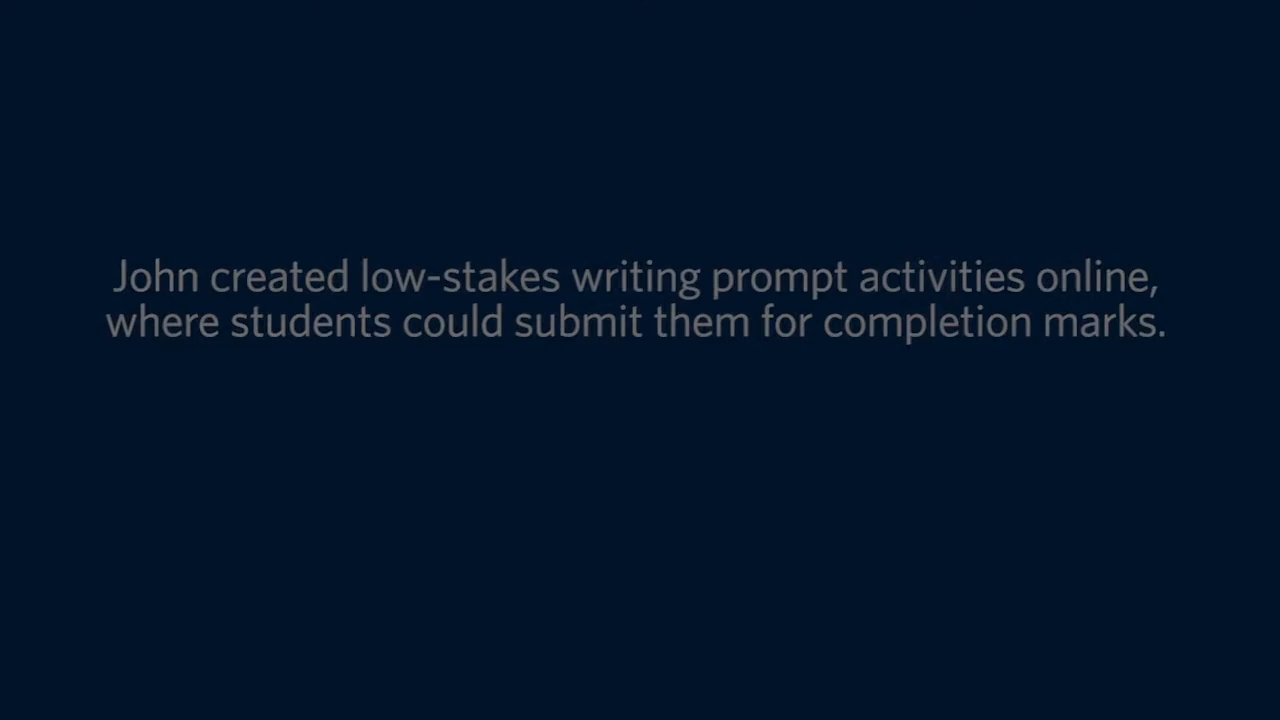 John created low-stakes writing prompt activities online,
where students could submit them for completion marks.